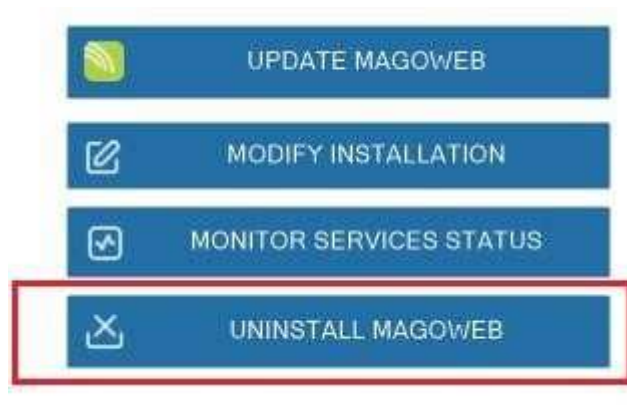 UPDATE MAGOWEB
MODIFY INSTALLATION
MONITOR SERVICES STATUS
UNINSTALL MAGOWEB